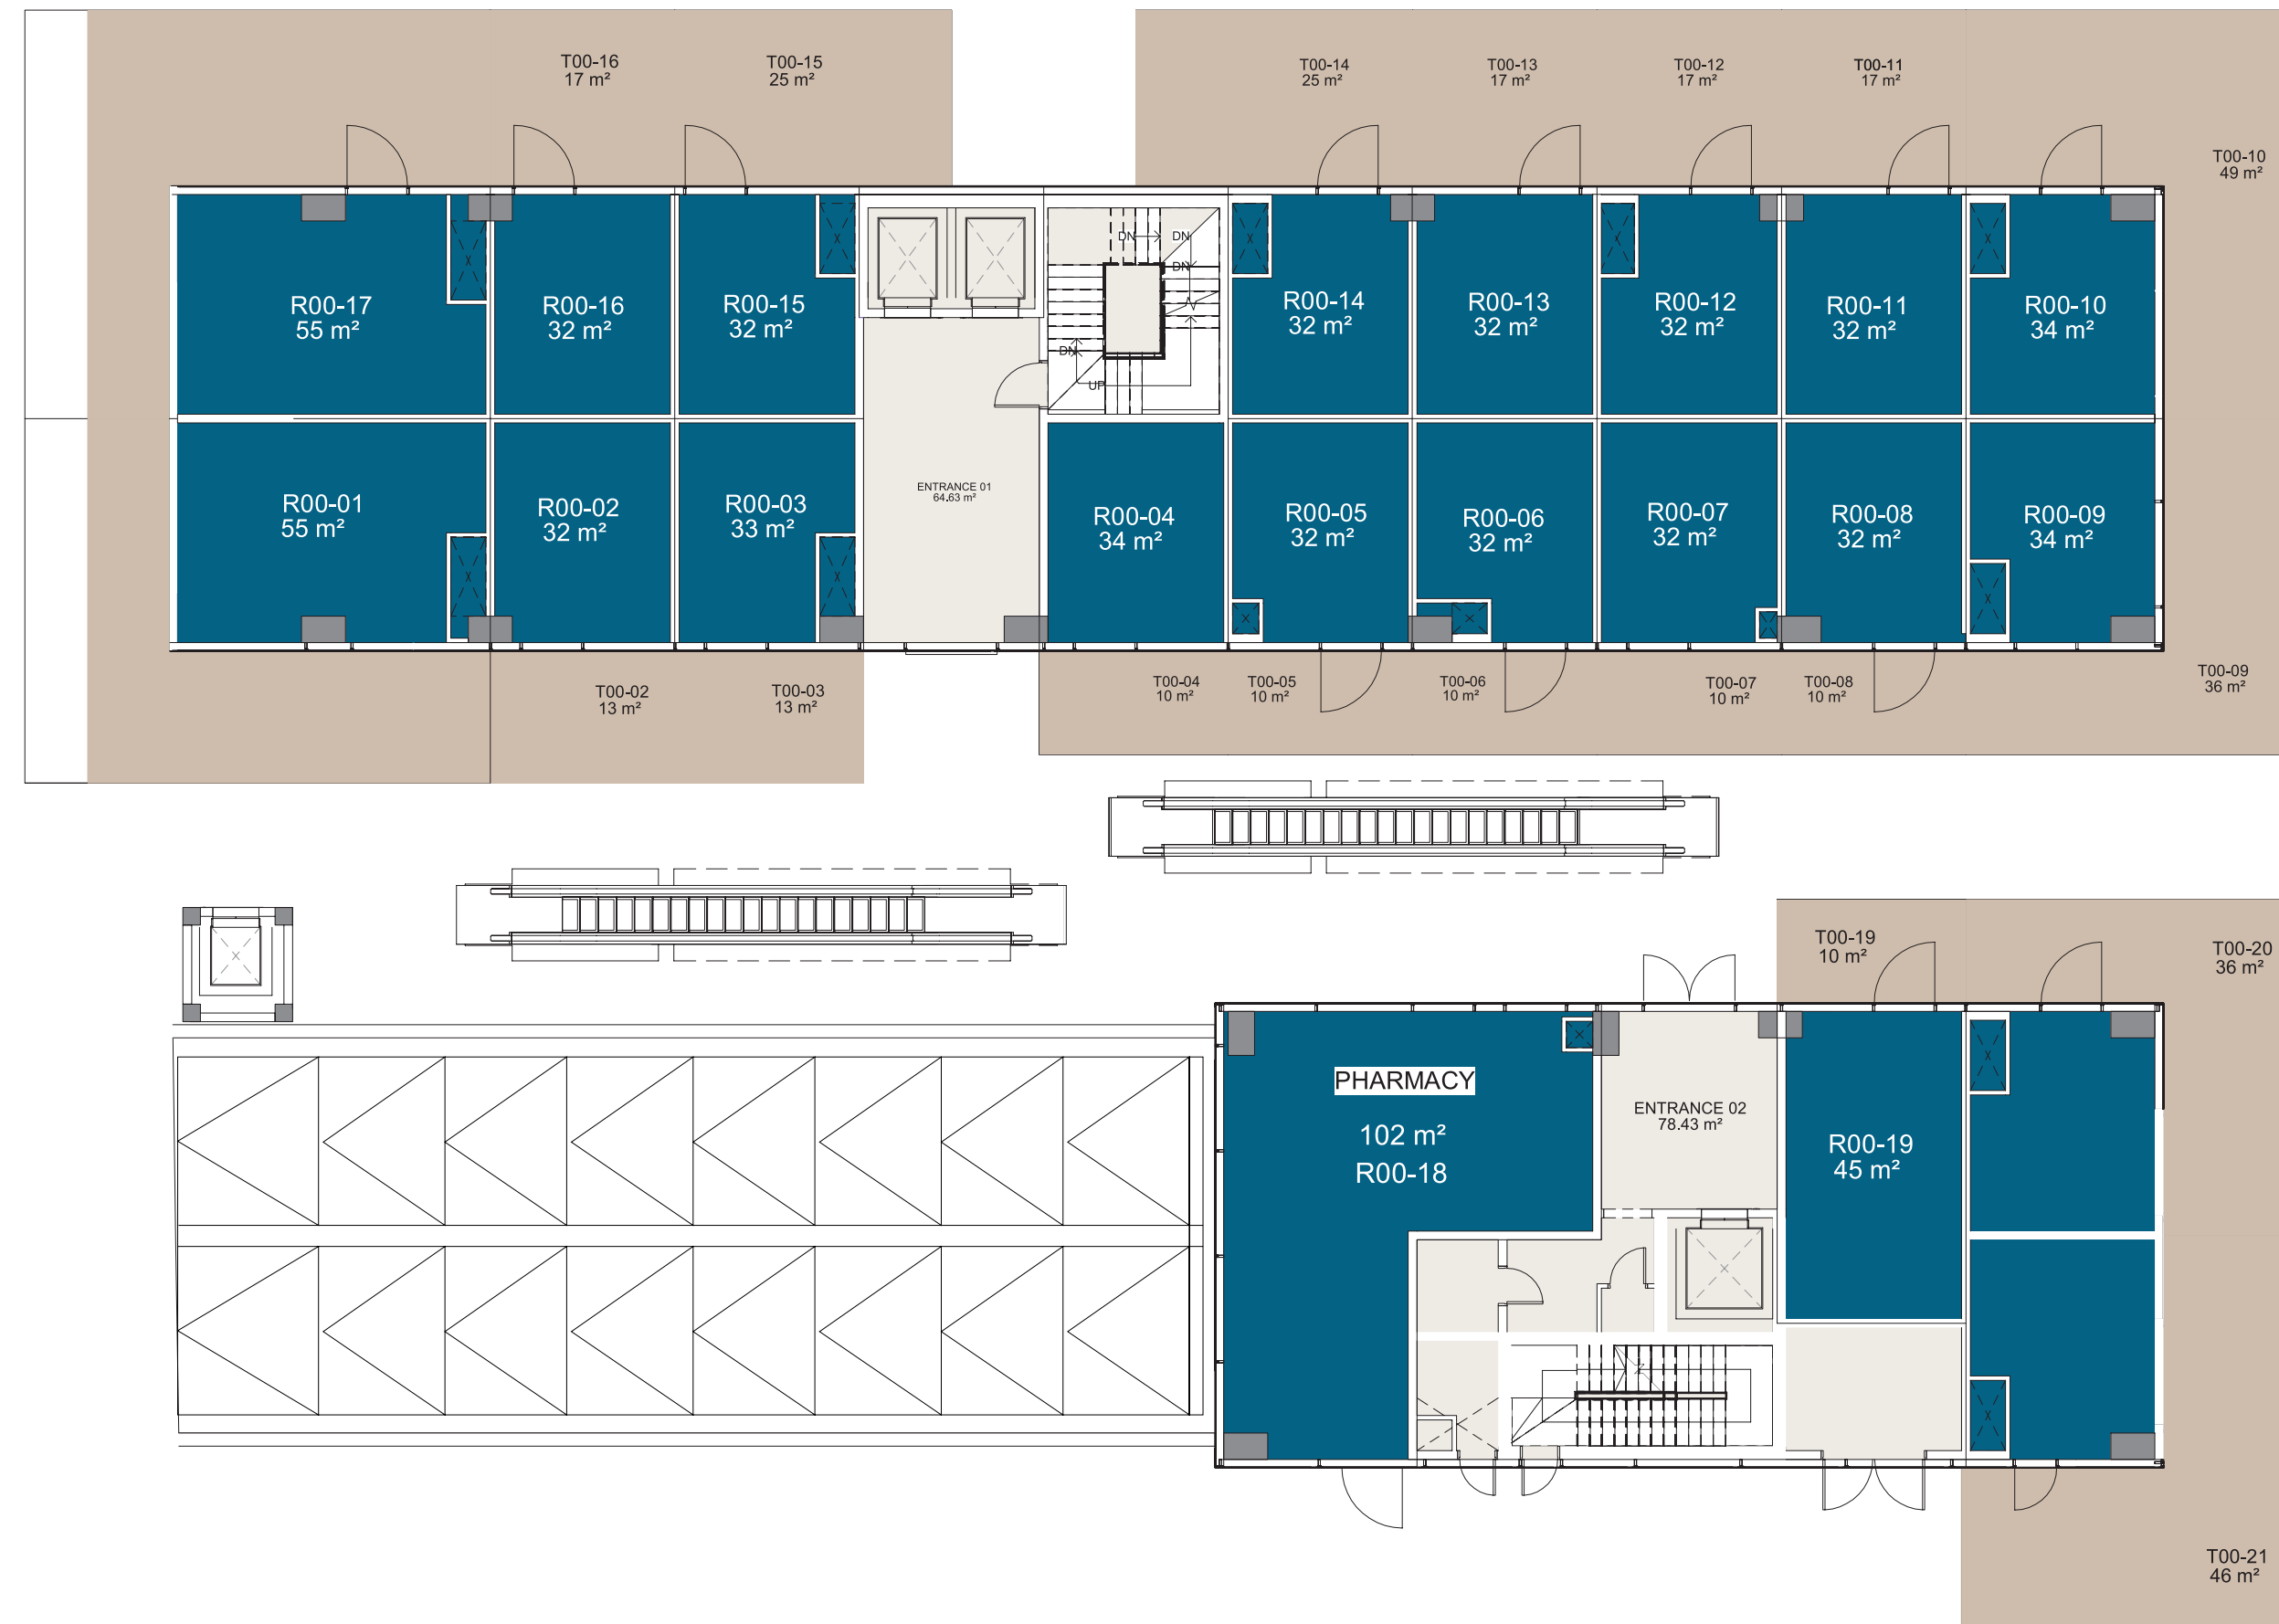 T00-16
17 m²
T00-15
25 m²
T00-14
25 m²
T00-13
17 m²
T00-12
17 m²
T00-11
17 m²
T00-10
49 m²
R00-17
55 m²
R00-16
32 m²
R00-15
32 m²
DN
DN
DN
DN
UP
R00-14
32 m²
R00-13
32 m²
R00-12
32 m²
R00-11
32 m²
R00-10
34 m²
R00-01
55 m²
R00-02
32 m²
R00-03
33 m²
ENTRANCE 01
64.63 m²
R00-04
34 m²
R00-05
32 m²
R00-06
32 m²
R00-07
32 m²
R00-08
32 m²
R00-09
34 m²
T00-02
13 m²
T00-03
13 m²
T00-04
10 m²
T00-05
10 m²
T00-06
10 m²
T00-07
10 m²
T00-08
10 m²
T00-09
36 m²
T00-19
10 m²
T00-20
36 m²
PHARMACY
102 m²
R00-18
ENTRANCE 02
78.43 m²
R00-19
45 m²
T00-21
46 m²